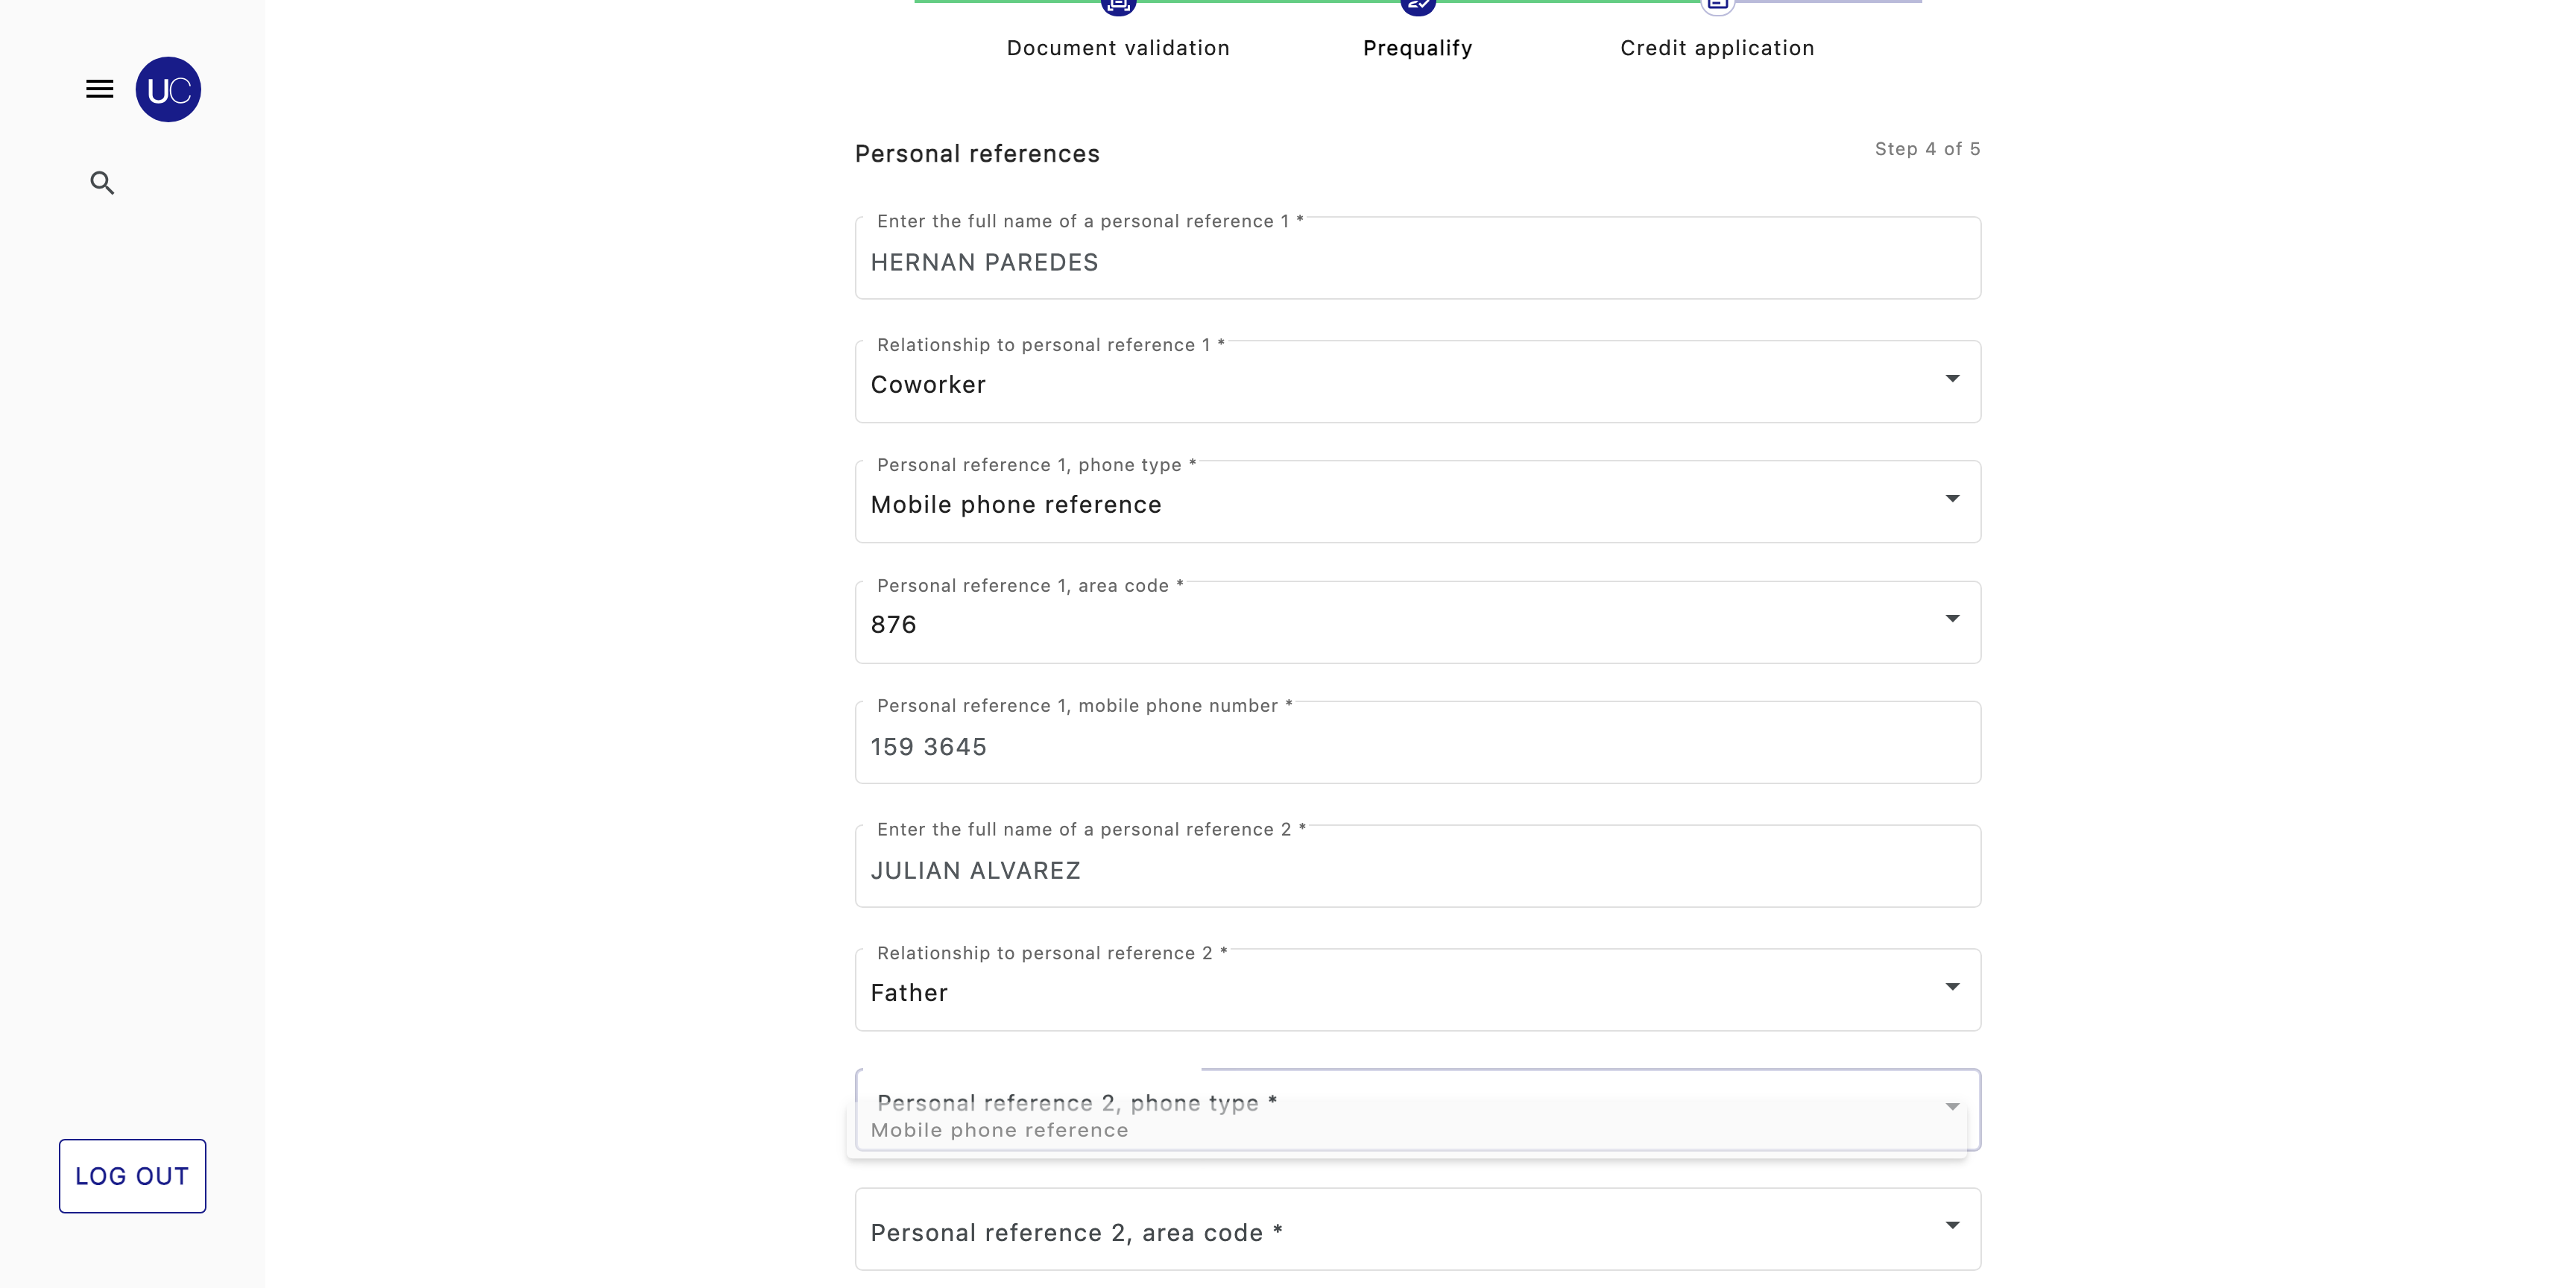 Document validation
Prequalify
Credit application
UC
Personal references
Step 4 of 5
Enter the full name of a personal reference 1 *
HERNAN PAREDES
Relationship to personal reference 1 *
Coworker
Personal reference 1, phone type *
Mobile phone reference
Personal reference 1, area code *
876
Personal reference 1, mobile phone number *
159 3645
Enter the full name of a personal reference 2 *
JULIAN ALVAREZ
Relationship to personal reference 2 *
Father
Personal reference 2, phone type *
Mobile phone reference
LOG OUT
Personal reference 2, area code *